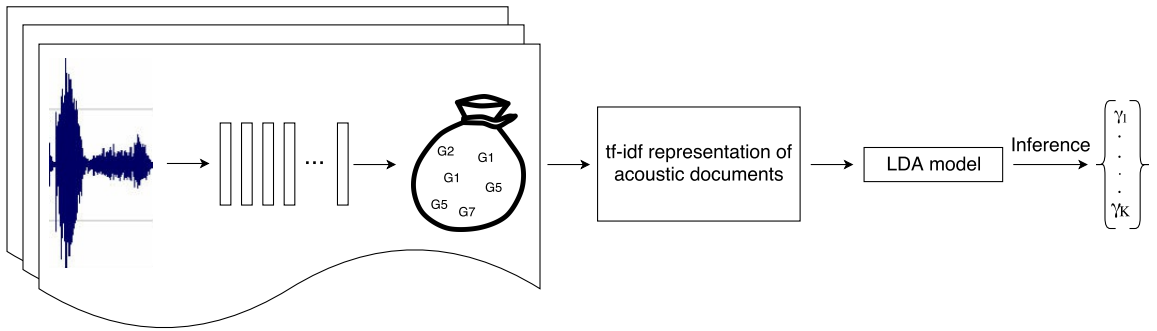 ...
G2
G1
G1
G5
G5
G7
tf-idf representation of
acoustic documents
LDA model
Inference
γ1
.
.
.
.
γK